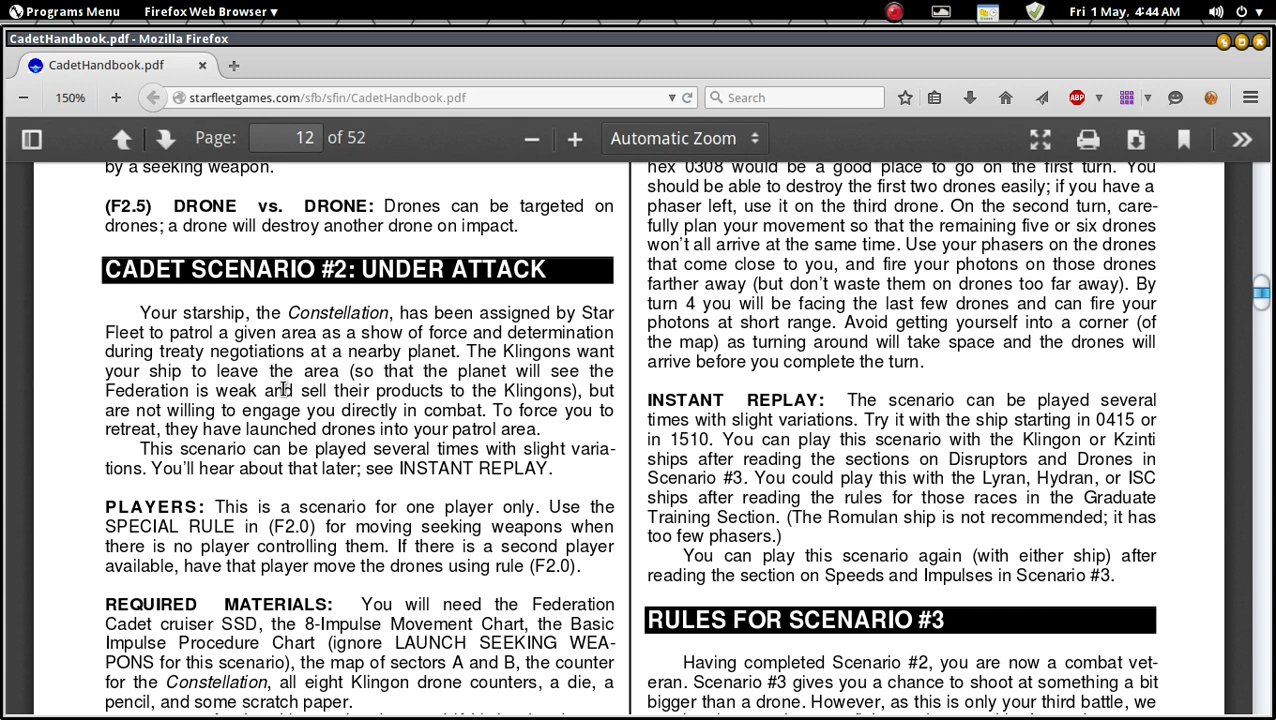 Programs Menu Firefox Web Browser ▾ Fri 1 May, 4:44 AM
CadetHandbook.pdf - Mozilla Firefox
CadetHandbook.pdf
150% starfleetgames.com/sfb/sfin/CadetHandbook.pdf Search ABP
Page: 12 of 52 Automatic Zoom
by a seeking weapon.
(F2.5) DRONE vs. DRONE: Drones can be targeted on
drones; a drone will destroy another drone on impact.
CADET SCENARIO #2: UNDER ATTACK
Your starship, the Constellation, has been assigned by Star
Fleet to patrol a given area as a show of force and determination
during treaty negotiations at a nearby planet. The Klingons want
your ship to leave the area (so that the planet will see the
Federation is weak and sell their products to the Klingons), but
are not willing to engage you directly in combat. To force you to
retreat, they have launched drones into your patrol area.
This scenario can be played several times with slight varia-
tions. You'll hear about that later; see INSTANT REPLAY.
PLAYERS: This is a scenario for one player only. Use the
SPECIAL RULE in (F2.0) for moving seeking weapons when
there is no player controlling them. If there is a second player
available, have that player move the drones using rule (F2.0).
REQUIRED MATERIALS: You will need the Federation
Cadet cruiser SSD, the 8-Impulse Movement Chart, the Basic
Impulse Procedure Chart (ignore LAUNCH SEEKING WEA-
PONS for this scenario), the map of sectors A and B, the counter
for the Constellation, all eight Klingon drone counters, a die, a
pencil, and some scratch paper.
hex 0308 would be a good place to go on the first turn. You
should be able to destroy the first two drones easily; if you have a
phaser left, use it on the third drone. On the second turn, care-
fully plan your movement so that the remaining five or six drones
won't all arrive at the same time. Use your phasers on the drones
that come close to you, and fire your photons on those drones
farther away (but don't waste them on drones too far away). By
turn 4 you will be facing the last few drones and can fire your
photons at short range. Avoid getting yourself into a corner (of
the map) as turning around will take space and the drones will
arrive before you complete the turn.
INSTANT REPLAY: The scenario can be played several
times with slight variations. Try it with the ship starting in 0415 or
in 1510. You can play this scenario with the Klingon or Kzinti
ships after reading the sections on Disruptors and Drones in
Scenario #3. You could play this with the Lyran, Hydran, or ISC
ships after reading the rules for those races in the Graduate
Training Section. (The Romulan ship is not recommended; it has
too few phasers.)
You can play this scenario again (with either ship) after
reading the section on Speeds and Impulses in Scenario #3.
RULES FOR SCENARIO #3
Having completed Scenario #2, you are now a combat vet-
eran. Scenario #3 gives you a chance to shoot at something a bit
bigger than a drone. However, as this is only your third battle, we